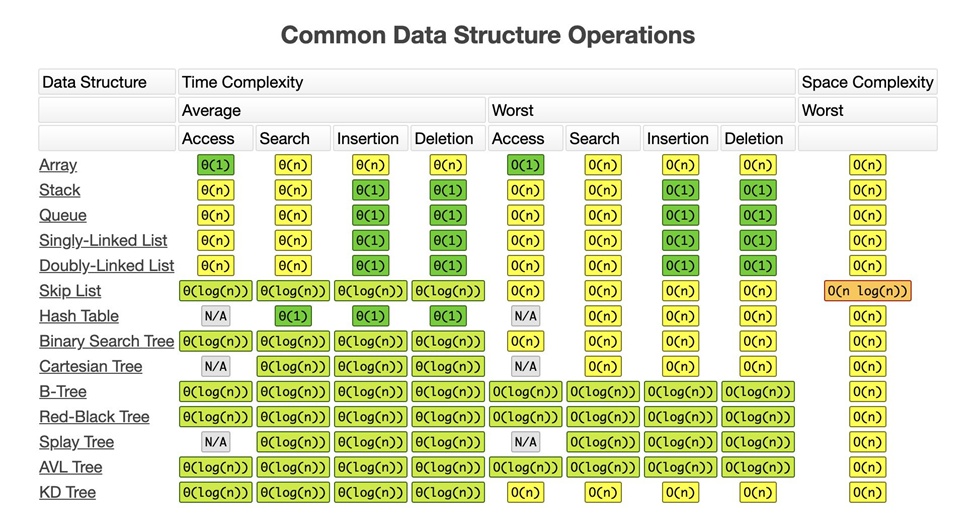 Common Data Structure Operations
Data Structure Time Complexity Space Complexity
Average Worst Worst
Access Search Insertion Deletion Access Search Insertion Deletion
Array θ(1) θ(n) θ(n) θ(n) O(1) O(n) O(n) O(n) O(n)
Stack θ(n) θ(n) θ(1) θ(1) O(n) O(n) O(1) O(1) O(n)
Queue θ(n) θ(n) θ(1) θ(1) O(n) O(n) O(1) O(1) O(n)
Singly-Linked List θ(n) θ(n) θ(1) θ(1) O(n) O(n) O(1) O(1) O(n)
Doubly-Linked List θ(n) θ(n) θ(1) θ(1) O(n) O(n) O(1) O(1) O(n)
Skip List θ(log(n)) θ(log(n)) θ(log(n)) θ(log(n)) O(n) O(n) O(n) O(n) O(n log(n))
Hash Table N/A θ(1) θ(1) θ(1) N/A O(n) O(n) O(n) O(n)
Binary Search Tree θ(log(n)) θ(log(n)) θ(log(n)) θ(log(n)) O(n) O(n) O(n) O(n) O(n)
Cartesian Tree N/A θ(log(n)) θ(log(n)) θ(log(n)) N/A O(n) O(n) O(n) O(n)
B-Tree θ(log(n)) θ(log(n)) θ(log(n)) θ(log(n)) O(log(n)) O(log(n)) O(log(n)) O(log(n)) O(n)
Red-Black Tree θ(log(n)) θ(log(n)) θ(log(n)) θ(log(n)) O(log(n)) O(log(n)) O(log(n)) O(log(n)) O(n)
Splay Tree N/A θ(log(n)) θ(log(n)) θ(log(n)) N/A O(log(n)) O(log(n)) O(log(n)) O(n)
AVL Tree θ(log(n)) θ(log(n)) θ(log(n)) θ(log(n)) O(log(n)) O(log(n)) O(log(n)) O(log(n)) O(n)
KD Tree θ(log(n)) θ(log(n)) θ(log(n)) θ(log(n)) O(n) O(n) O(n) O(n) O(n)